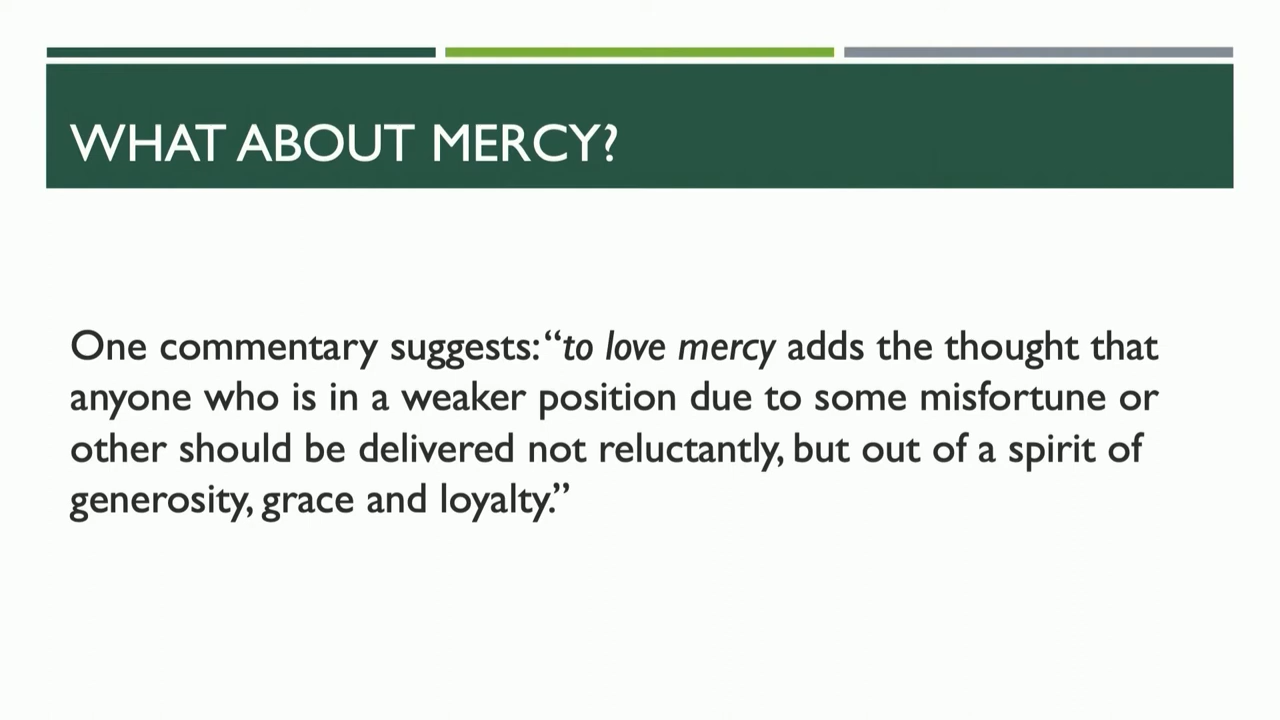 WHAT ABOUT MERCY?
One commentary suggests: “to love mercy adds the thought that
anyone who is in a weaker position due to some misfortune or
other should be delivered not reluctantly, but out of a spirit of
generosity, grace and loyalty.”